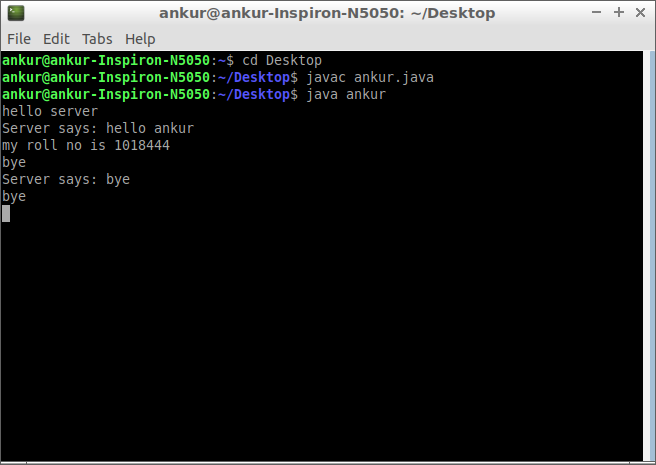 ankur@ankur-Inspiron-N5050: ~/Desktop
File Edit Tabs Help
ankur@ankur-Inspiron-N5050:~$ cd Desktop
ankur@ankur-Inspiron-N5050:~/Desktop$ javac ankur.java
ankur@ankur-Inspiron-N5050:~/Desktop$ java ankur
hello server
Server says: hello ankur
my roll no is 1018444
bye
Server says: bye
bye